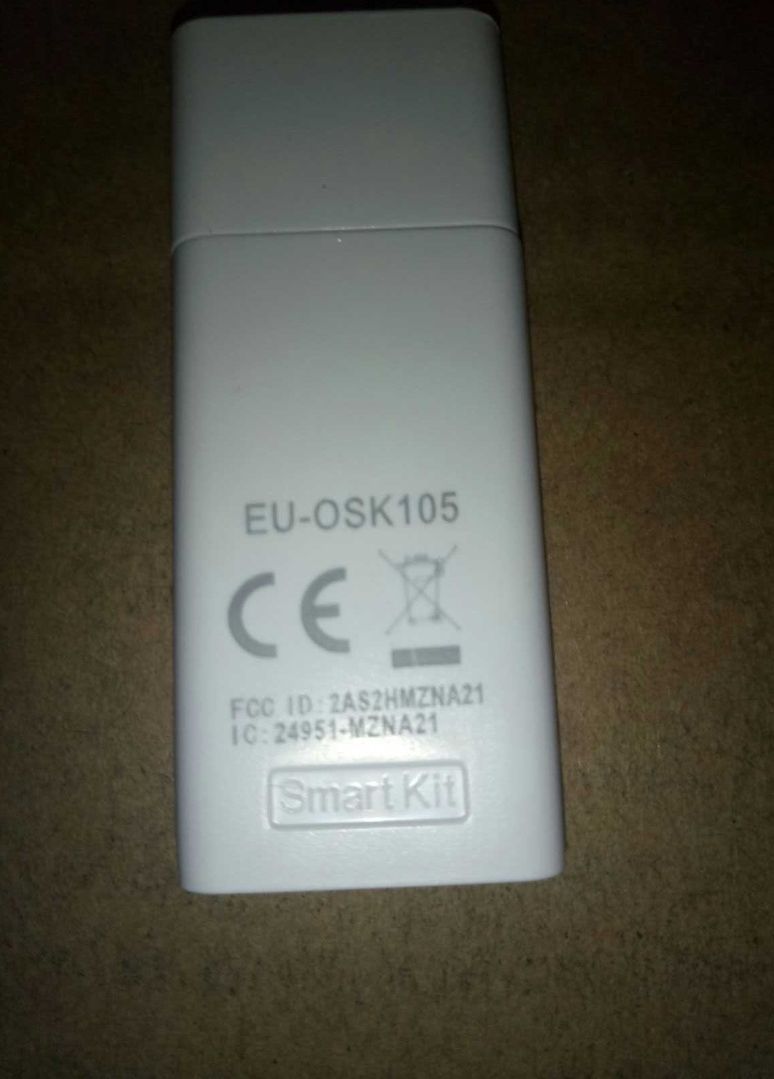 EU-OSK105
CE
FCC ID: 2AS2HMZNA21
IC: 24951-MZNA21
Smart Kit